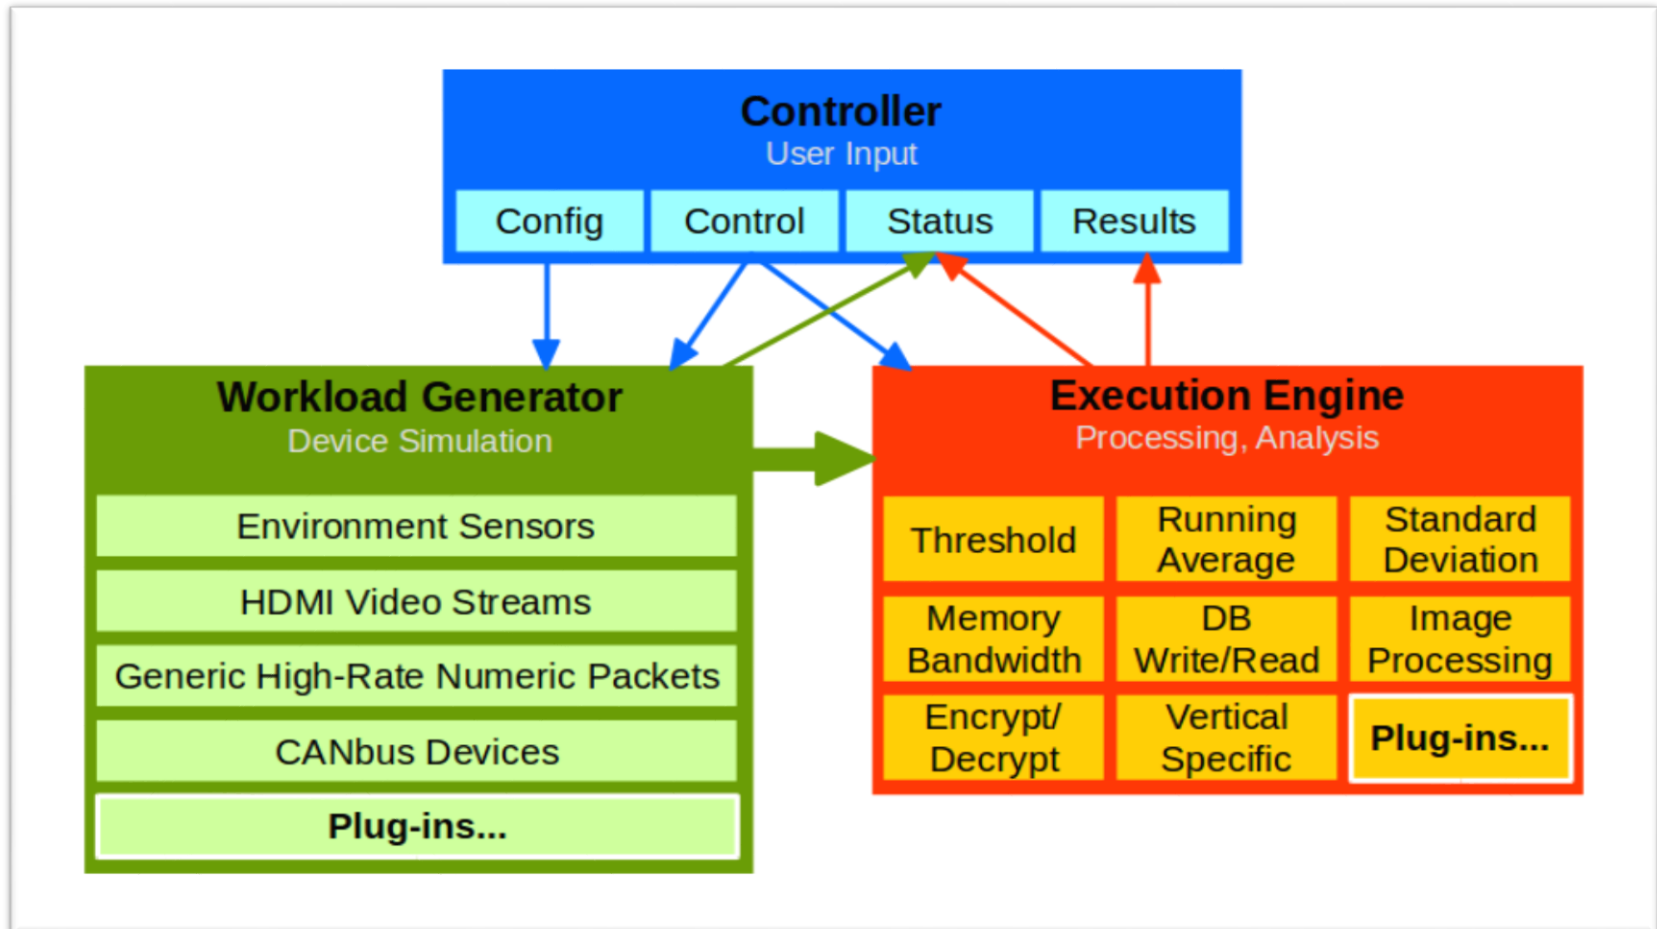 Controller
User Input
Config
Control
Status
Results
Workload Generator
Device Simulation
Environment Sensors
HDMI Video Streams
Generic High-Rate Numeric Packets
CANbus Devices
Plug-ins...
Execution Engine
Processing, Analysis
Threshold
Running
Average
Standard
Deviation
Memory
Bandwidth
DB
Write/Read
Image
Processing
Encrypt/
Decrypt
Vertical
Specific
Plug-ins...